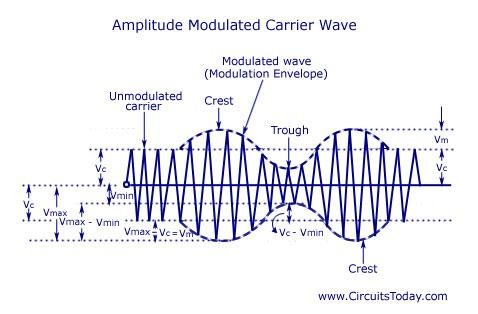 Amplitude Modulated Carrier Wave
Modulated wave
(Modulation Envelope)
Unmodulated
carrier
Crest
Trough
Vm
Vc
Vc
Vmin
Vc
Vmax
Vmax - Vmin
Vmax - Vc = Vm
Vc - Vmin
Crest
www.CircuitsToday.com